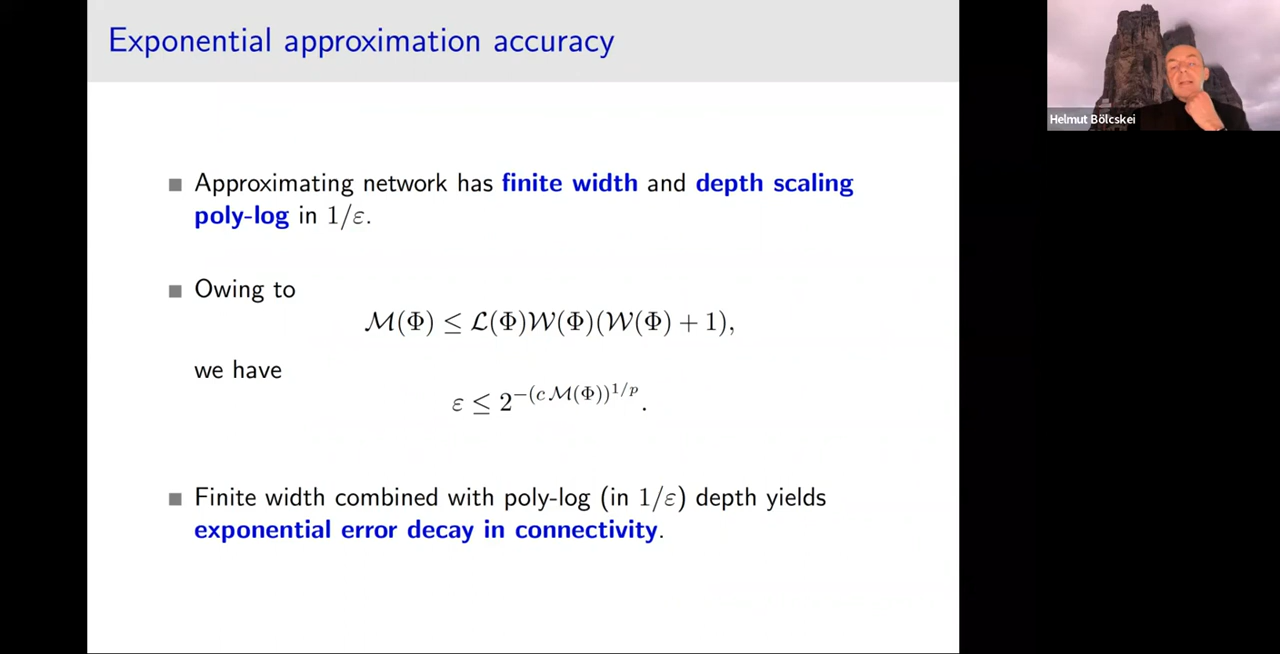 Exponential approximation accuracy
Helmut Bölcskei
■ Approximating network has finite width and depth scaling
poly-log in 1/ε.
■ Owing to
ℳ(Φ) ≤ ℒ(Φ)𝒲(Φ)(𝒲(Φ) + 1),
we have
ε ≤ 2^{-(c ℳ(Φ))^{1/p}}.
■ Finite width combined with poly-log (in 1/ε) depth yields
exponential error decay in connectivity.